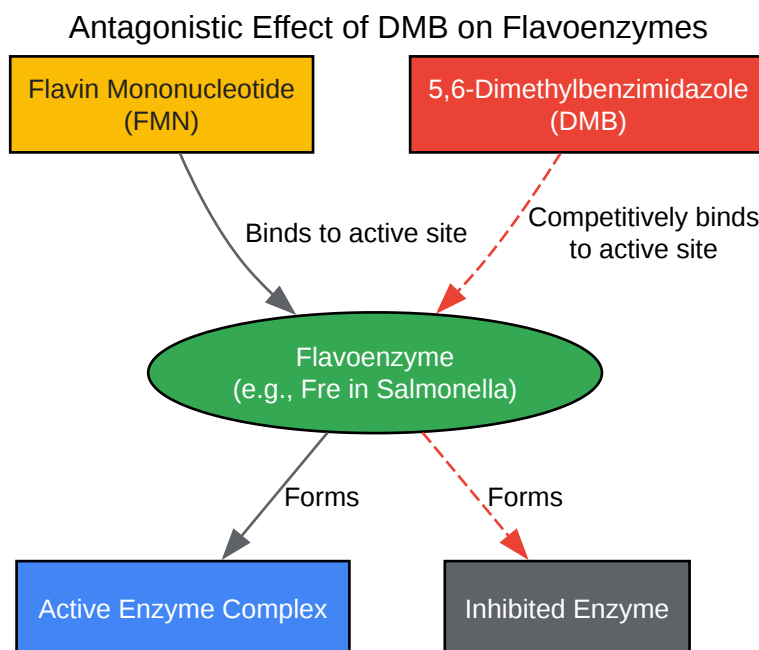 Antagonistic Effect of DMB on Flavoenzymes
Flavin Mononucleotide
(FMN)
5,6-Dimethylbenzimidazole
(DMB)
Binds to active site
Competitively binds
to active site
Flavoenzyme
(e.g., Fre in Salmonella)
Forms
Forms
Active Enzyme Complex
Inhibited Enzyme